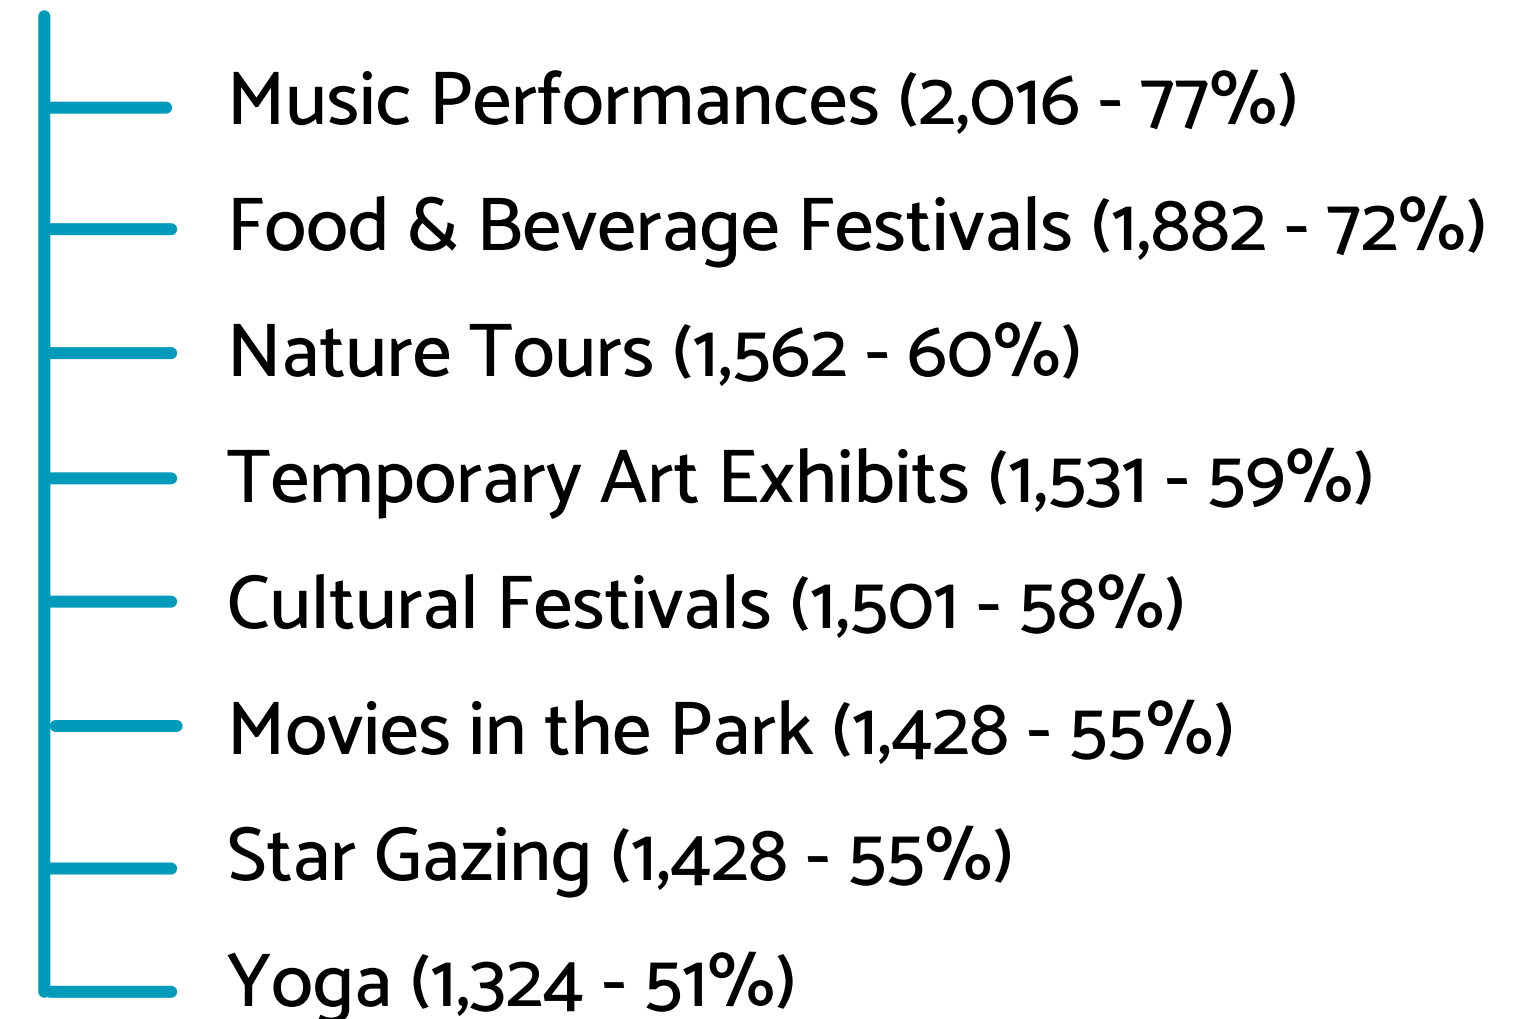 Music Performances (2,016 - 77%)
Food & Beverage Festivals (1,882 - 72%)
Nature Tours (1,562 - 60%)
Temporary Art Exhibits (1,531 - 59%)
Cultural Festivals (1,501 - 58%)
Movies in the Park (1,428 - 55%)
Star Gazing (1,428 - 55%)
Yoga (1,324 - 51%)